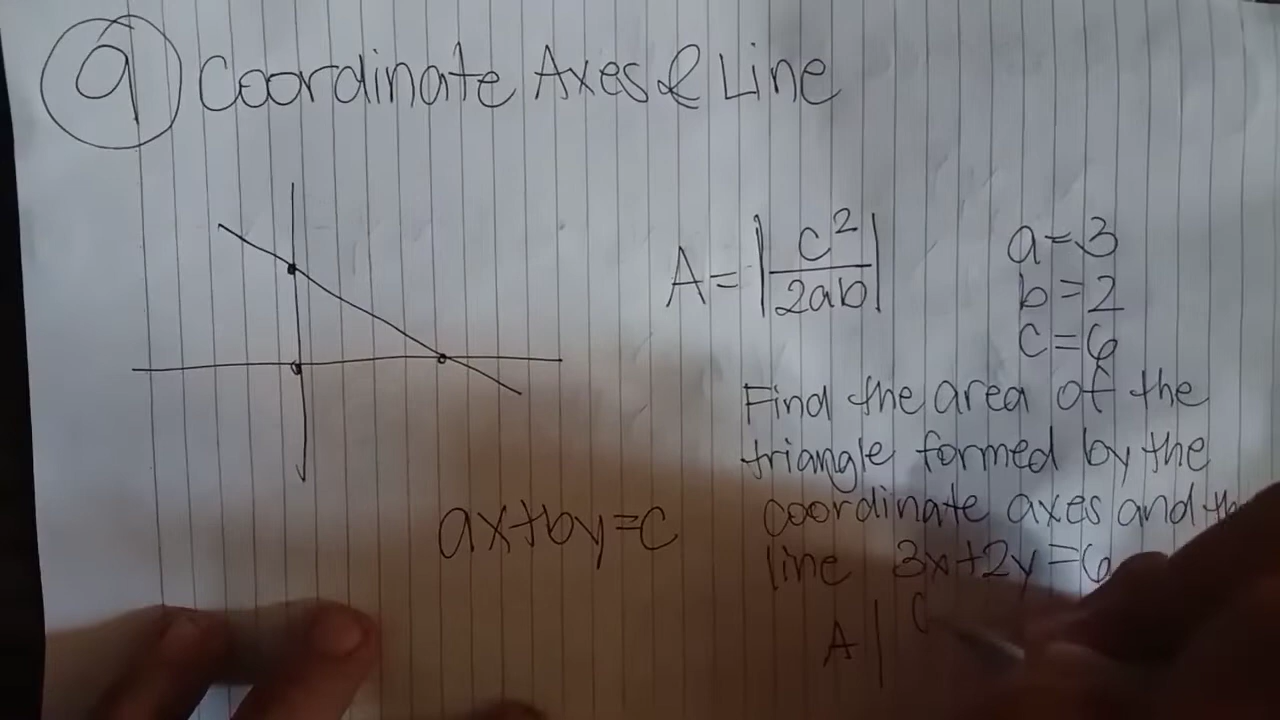 9 Coordinate Axes & Line
A = |c²/2ab|
a=3
b=2
c=6
Find the area of the
triangle formed by the
coordinate axes and
line 3x+2y=6
ax+by=c
A |